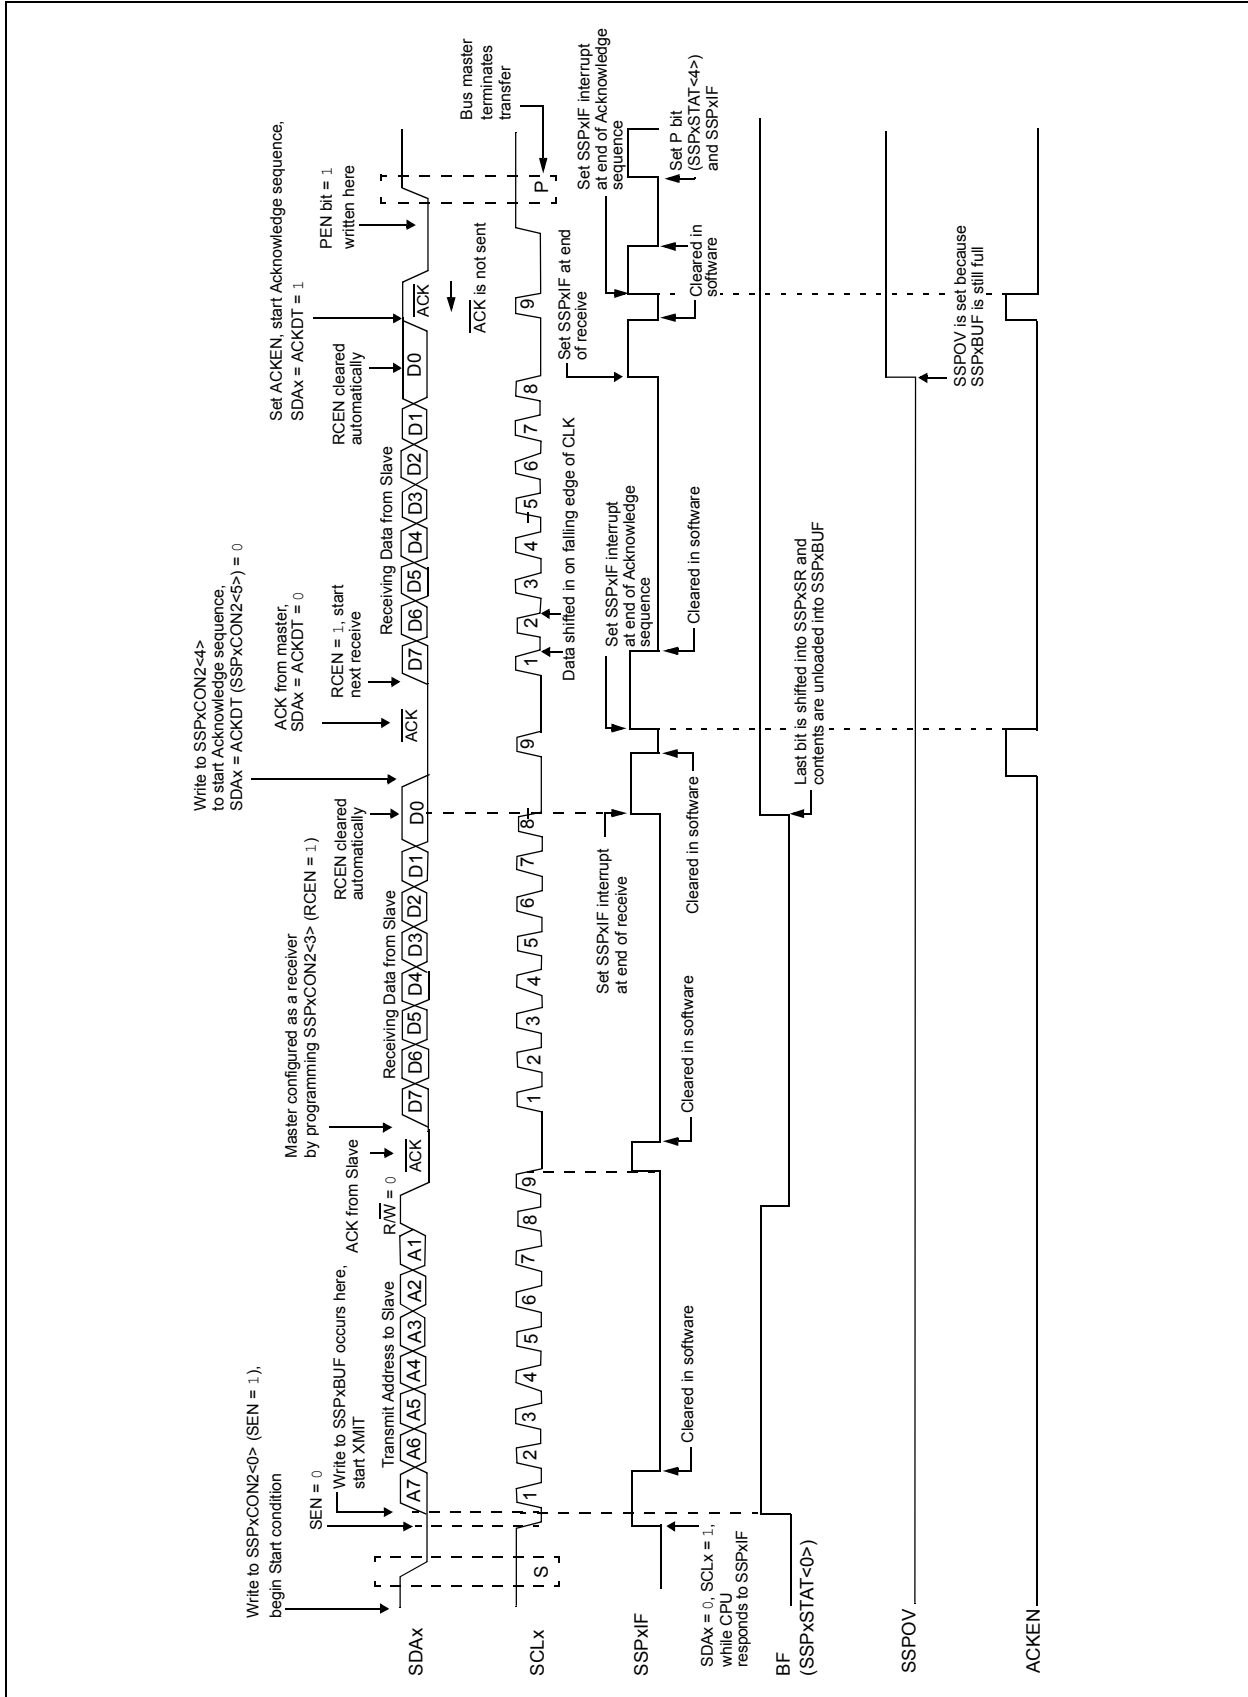 Write to SSPxCON2<0> (SEN = 1),
begin Start condition
SEN = 0
Write to SSPxBUF occurs here,
start XMIT
Transmit Address to Slave
R/W = 0
ACK from Slave
Master configured as a receiver
by programming SSPxCON2<3> (RCEN = 1)
Receiving Data from Slave
RCEN cleared
automatically
Write to SSPxCON2<4>
to start Acknowledge sequence,
SDAx = ACKDT (SSPxCON2<5>) = 0
ACK from master,
SDAx = ACKDT = 0
RCEN = 1, start
next receive
Receiving Data from Slave
RCEN cleared
automatically
Set ACKEN, start Acknowledge sequence,
SDAx = ACKDT = 1
PEN bit = 1
written here
SDAx
A7 A6 A5 A4 A3 A2 A1 ACK D7 D6 D5 D4 D3 D2 D1 D0 ACK D7 D6 D5 D4 D3 D2 D1 D0 ACK
ACK is not sent
Bus master
terminates
transfer
SCLx
S 1 2 3 4 5 6 7 8 9 1 2 3 4 5 6 7 8 9 1 2 3 4 5 6 7 8 9 P
Data shifted in on falling edge of CLK
Set SSPxIF interrupt
at end of receive
Set SSPxIF interrupt
at end of Acknowledge
sequence
Set SSPxIF at end
of receive
Set SSPxIF interrupt
at end of Acknowledge
sequence
SSPxIF
SDAx = 0, SCLx = 1,
while CPU
responds to SSPxIF
Cleared in software
Cleared in software
Cleared in software
Cleared in software
Cleared in
software
Set P bit
(SSPxSTAT<4>)
and SSPxIF
BF
(SSPxSTAT<0>)
Last bit is shifted into SSPxSR and
contents are unloaded into SSPxBUF
SSPOV
SSPOV is set because
SSPxBUF is still full
ACKEN